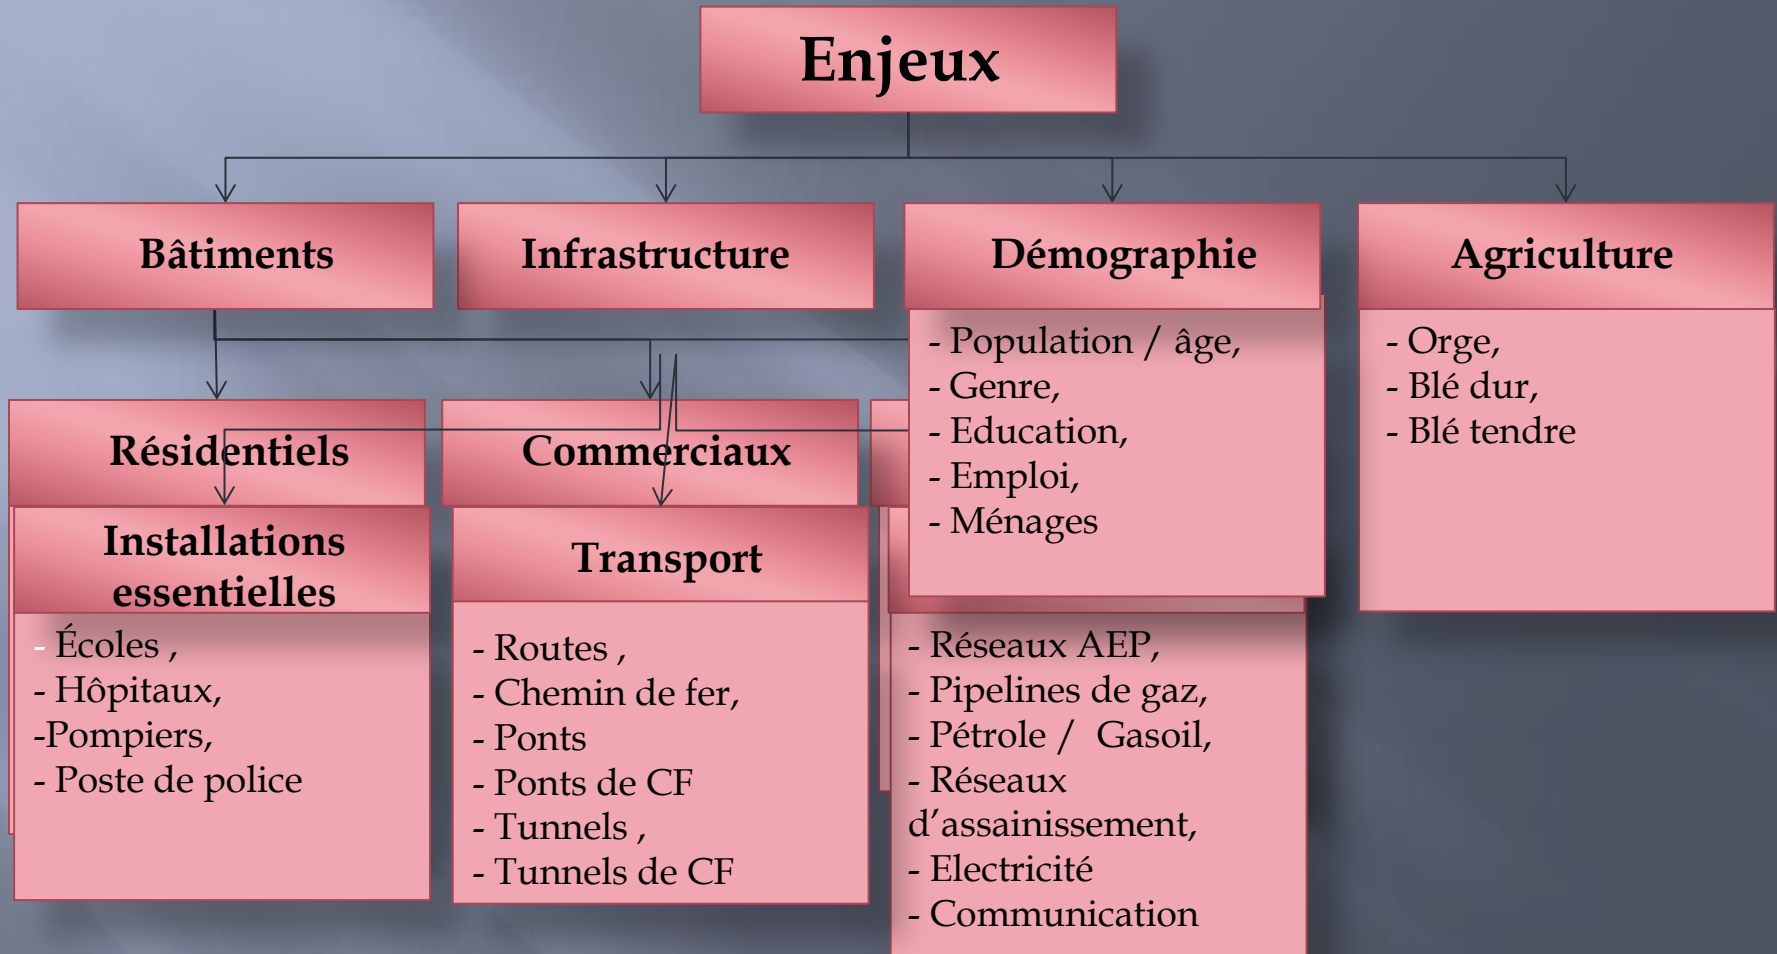 Enjeux
Bâtiments
Infrastructure
Démographie
Agriculture
- Population / âge,
- Genre,
- Education,
- Emploi,
- Ménages
- Orge,
- Blé dur,
- Blé tendre
Résidentiels
Commerciaux
Installations
essentielles
- Écoles ,
- Hôpitaux,
-Pompiers,
- Poste de police
Transport
- Routes ,
- Chemin de fer,
- Ponts
- Ponts de CF
- Tunnels ,
- Tunnels de CF
- Réseaux AEP,
- Pipelines de gaz,
- Pétrole /  Gasoil,
- Réseaux
d’assainissement,
- Electricité
- Communication